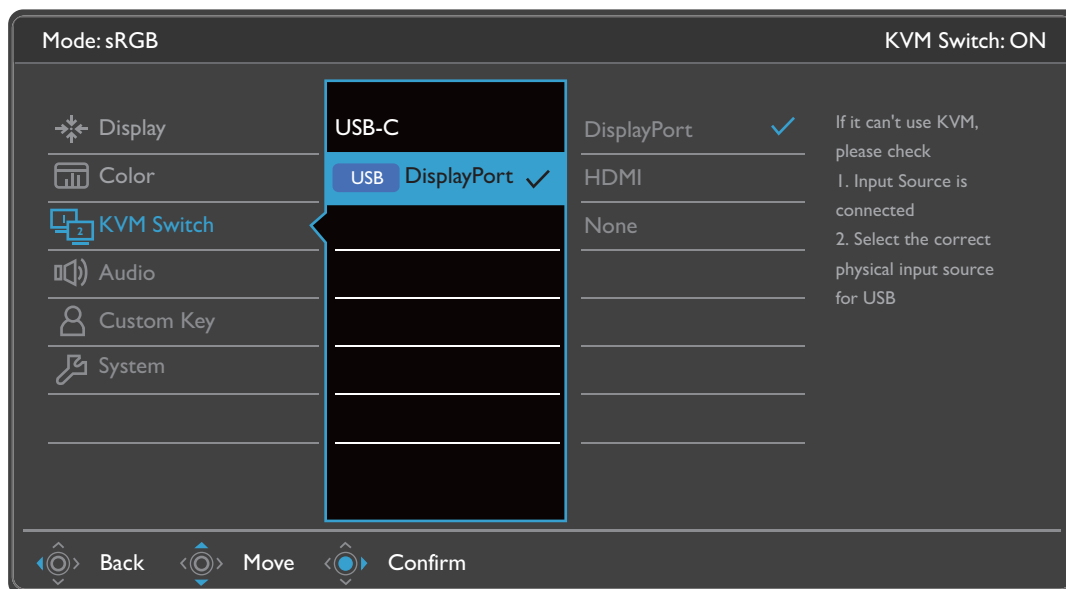 Mode: sRGB
KVM Switch: ON
Display
Color
KVM Switch
1
2
Audio
Custom Key
System
USB-C
USB DisplayPort
DisplayPort
HDMI
None
If it can't use KVM,
please check
1. Input Source is
connected
2. Select the correct
physical input source
for USB
Back
Move
Confirm